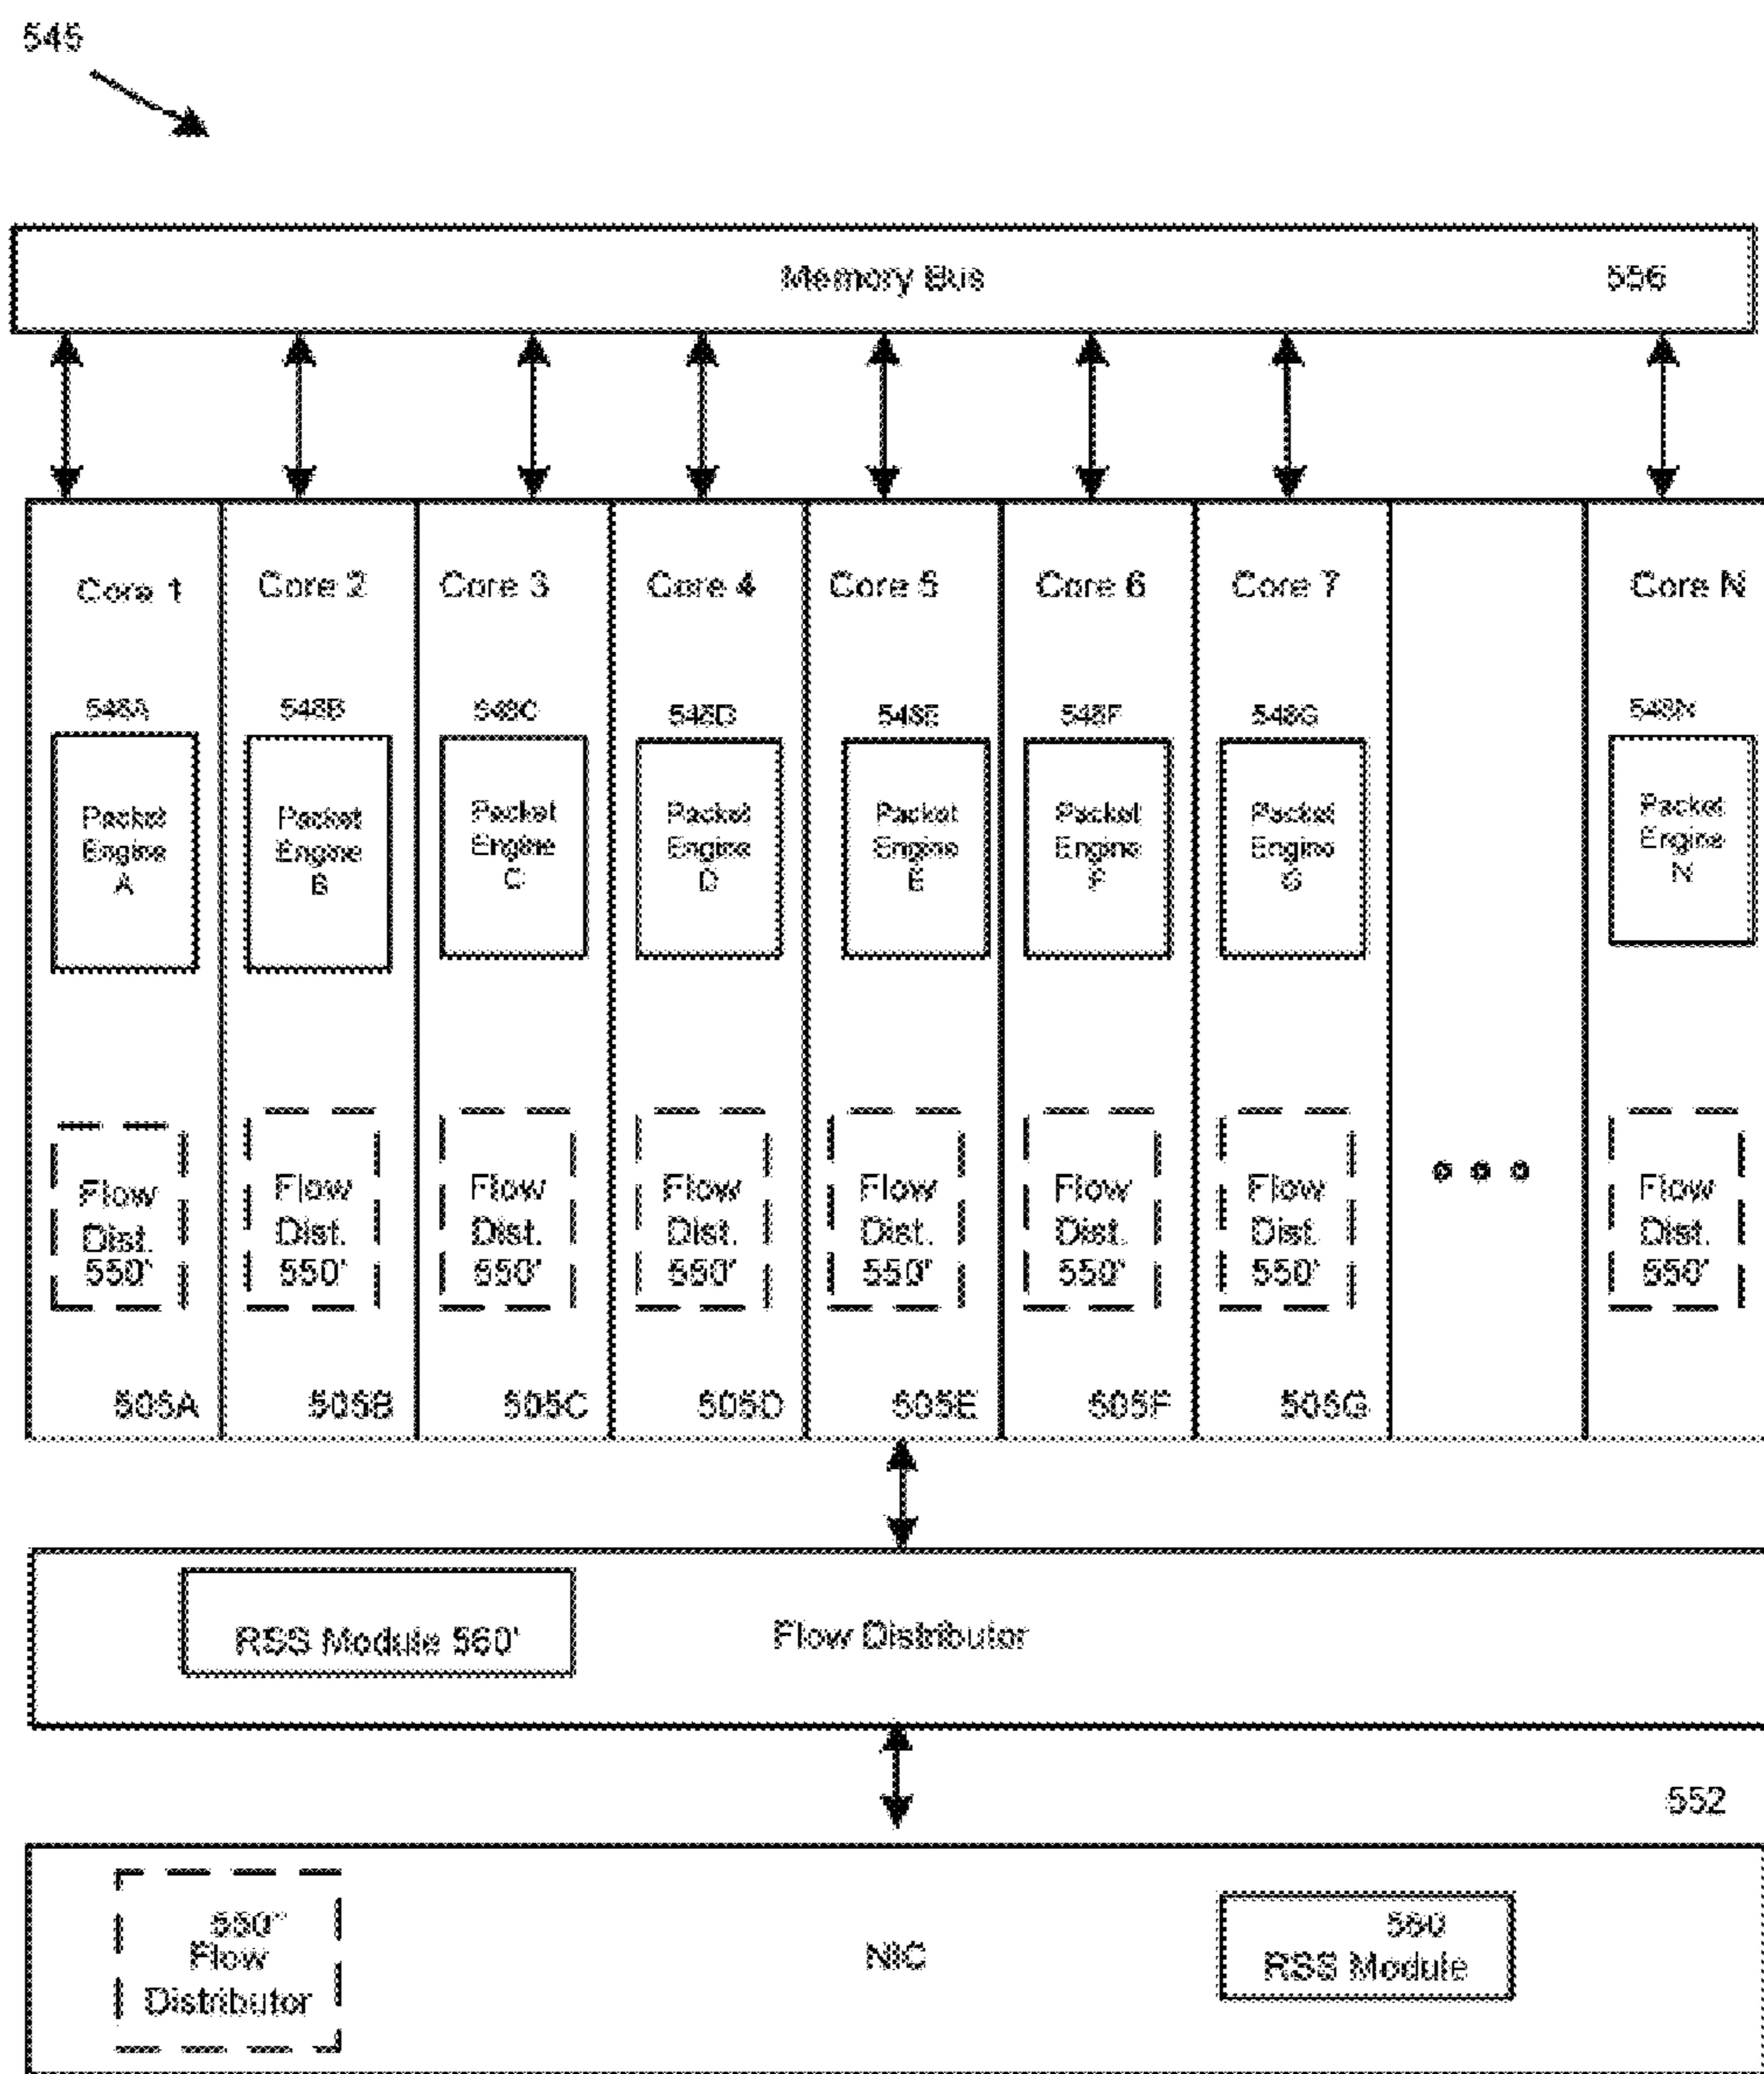 545
Memory Bus 556
Core 1 Core 2 Core 3 Core 4 Core 5 Core 6 Core 7 Core N
548A 548B 548C 548D 548E 548F 548G 548N
Packet Packet Packet Packet Packet Packet Packet Packet
Engine Engine Engine Engine Engine Engine Engine Engine
A B C D E F G N
Flow Flow Flow Flow Flow Flow Flow Flow
Dist. Dist. Dist. Dist. Dist. Dist. Dist. Dist.
550' 550' 550' 550' 550' 550' 550' 550'
505A 505B 505C 505D 505E 505F 505G
RSS Module 560' Flow Distributor
552
550"
Flow
Distributor
NIC
560
RSS Module